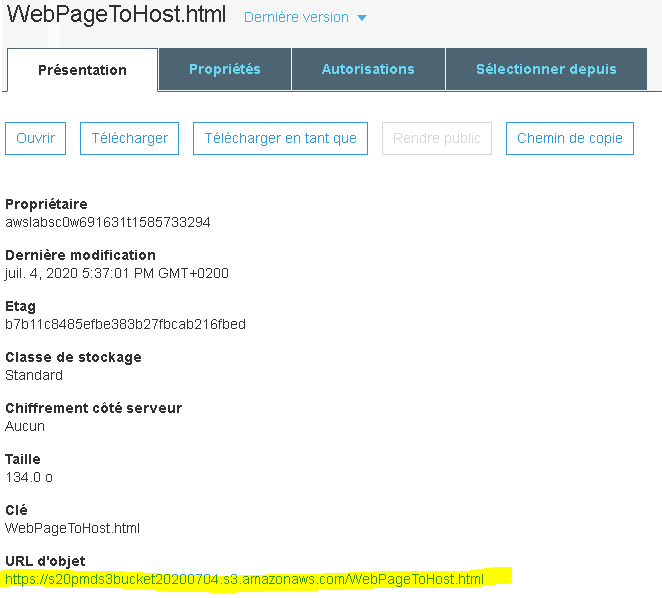 WebPageToHost.html Dernière version
Présentation Propriétés Autorisations Sélectionner depuis
Ouvrir Télécharger Télécharger en tant que Rendre public Chemin de copie
Propriétaire
awslabsc0w691631t1585733294
Dernière modification
juil. 4, 2020 5:37:01 PM GMT+0200
Etag
b7b11c8485efbe383b27fbcab216fbed
Classe de stockage
Standard
Chiffrement côté serveur
Aucun
Taille
134.0 o
Clé
WebPageToHost.html
URL d'objet
https://s20pmds3bucket20200704.s3.amazonaws.com/WebPageToHost.html